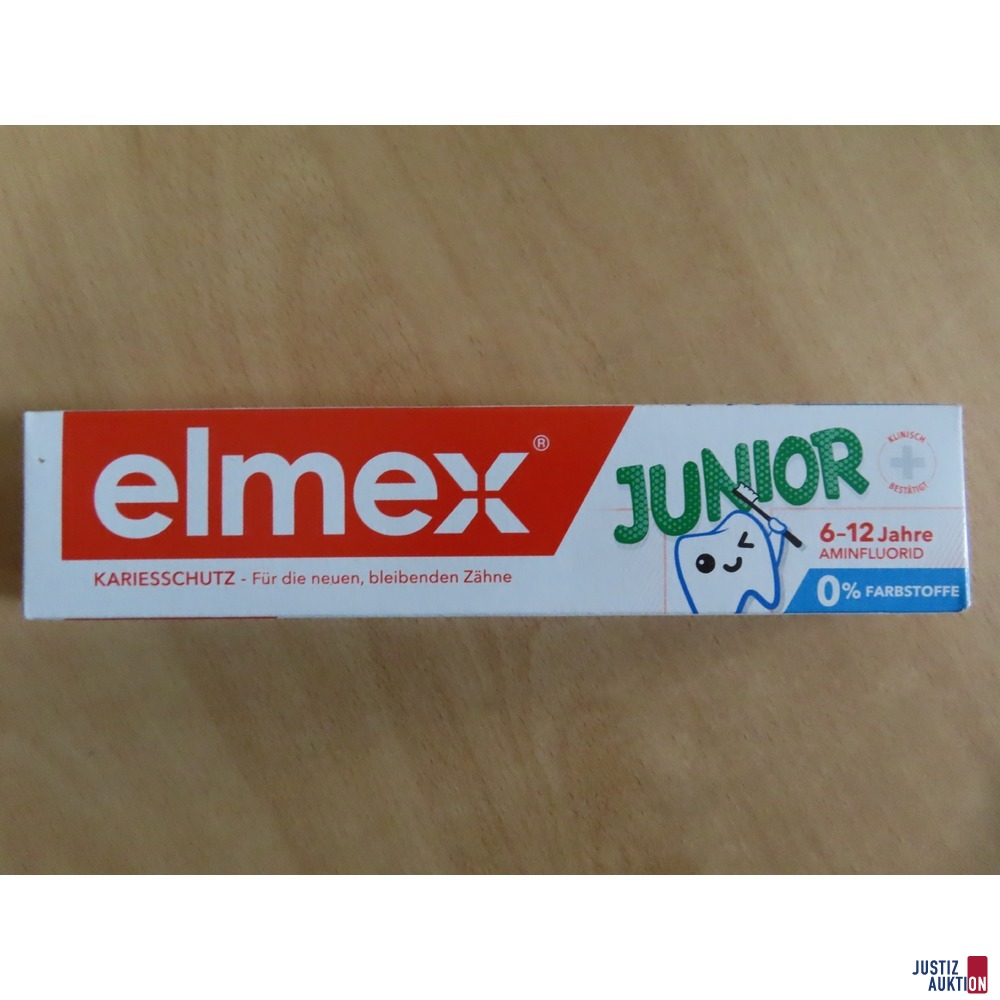 elmex®
JUNIOR
KLINISCH
BESTÄTIGT
6-12 Jahre
AMINFLUORID
KARIESSCHUTZ - Für die neuen, bleibenden Zähne
0% FARBSTOFFE
JUSTIZ
AUKTION